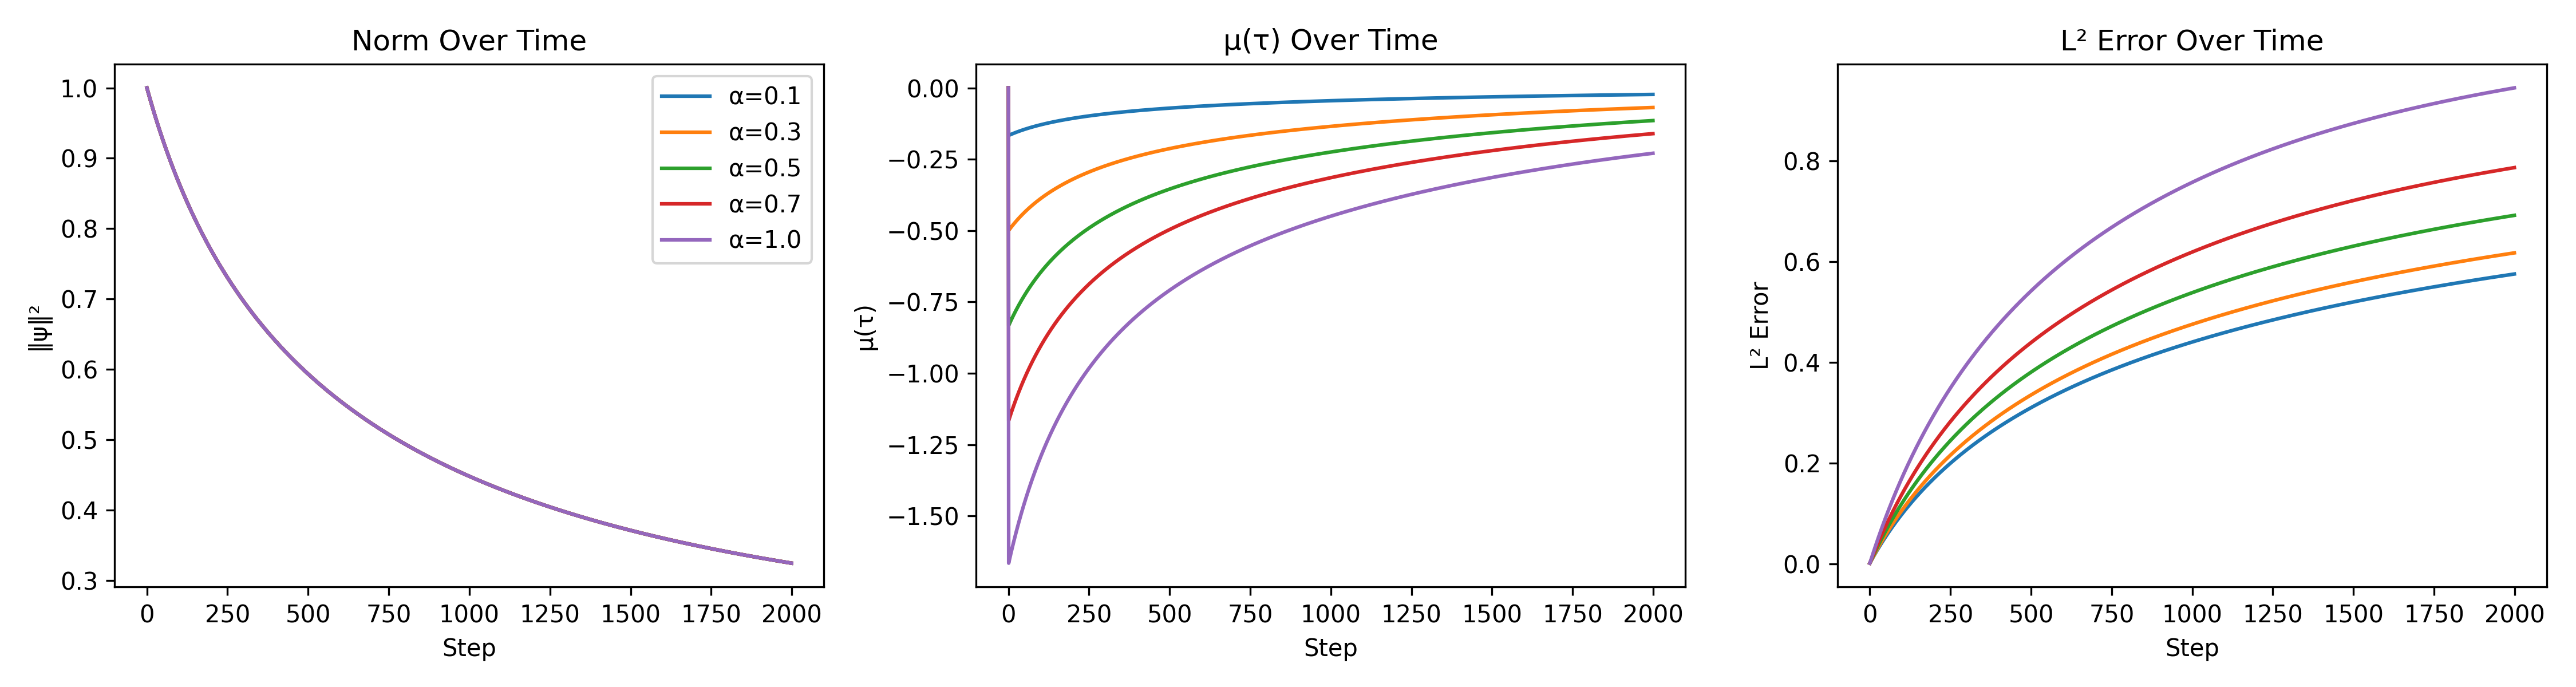 Norm Over Time
‖ψ‖²
1.0
0.9
0.8
0.7
0.6
0.5
0.4
0.3
α=0.1
α=0.3
α=0.5
α=0.7
α=1.0
0 250 500 750 1000 1250 1500 1750 2000
Step
μ(τ) Over Time
μ(τ)
0.00
−0.25
−0.50
−0.75
−1.00
−1.25
−1.50
0 250 500 750 1000 1250 1500 1750 2000
Step
L² Error Over Time
L² Error
0.8
0.6
0.4
0.2
0.0
0 250 500 750 1000 1250 1500 1750 2000
Step